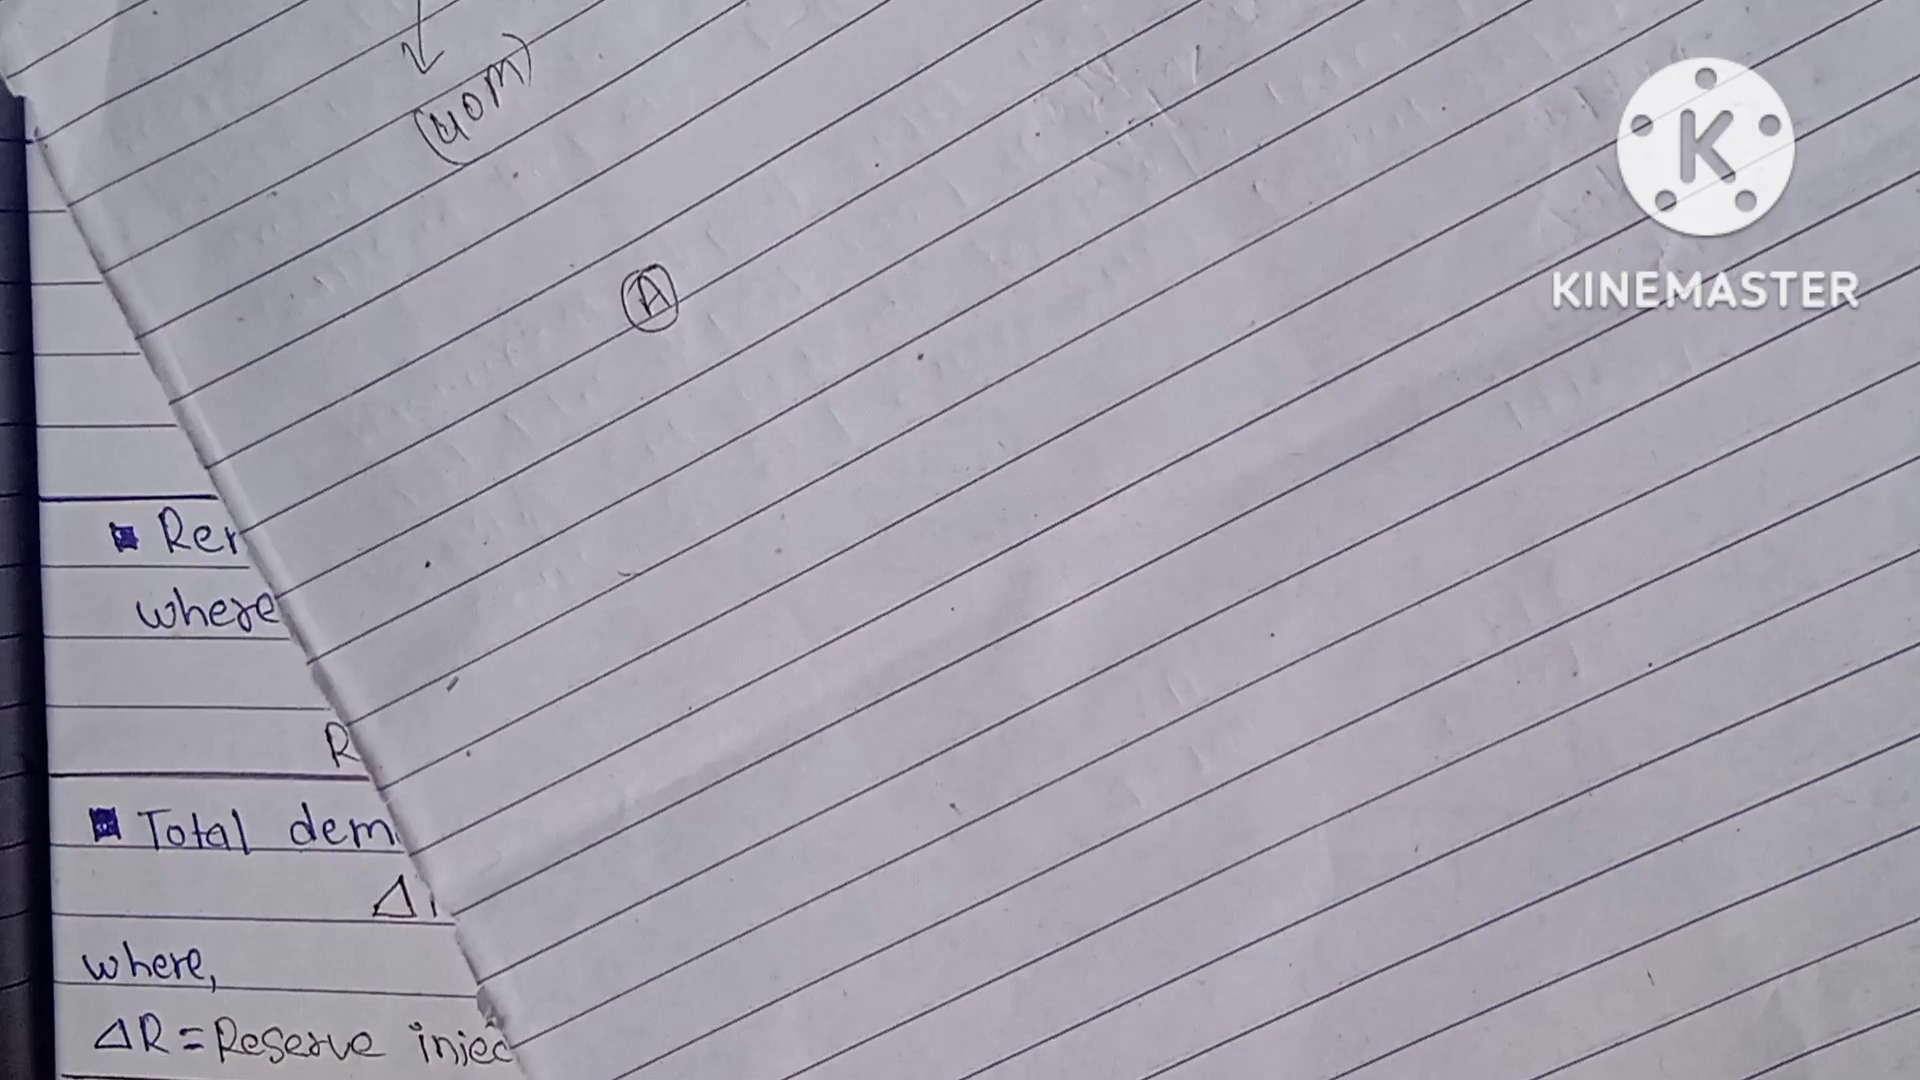 (40M)
A
KINEMASTER
Rer
where
R
Total dem
Δ
where,
ΔR = Reserve injec